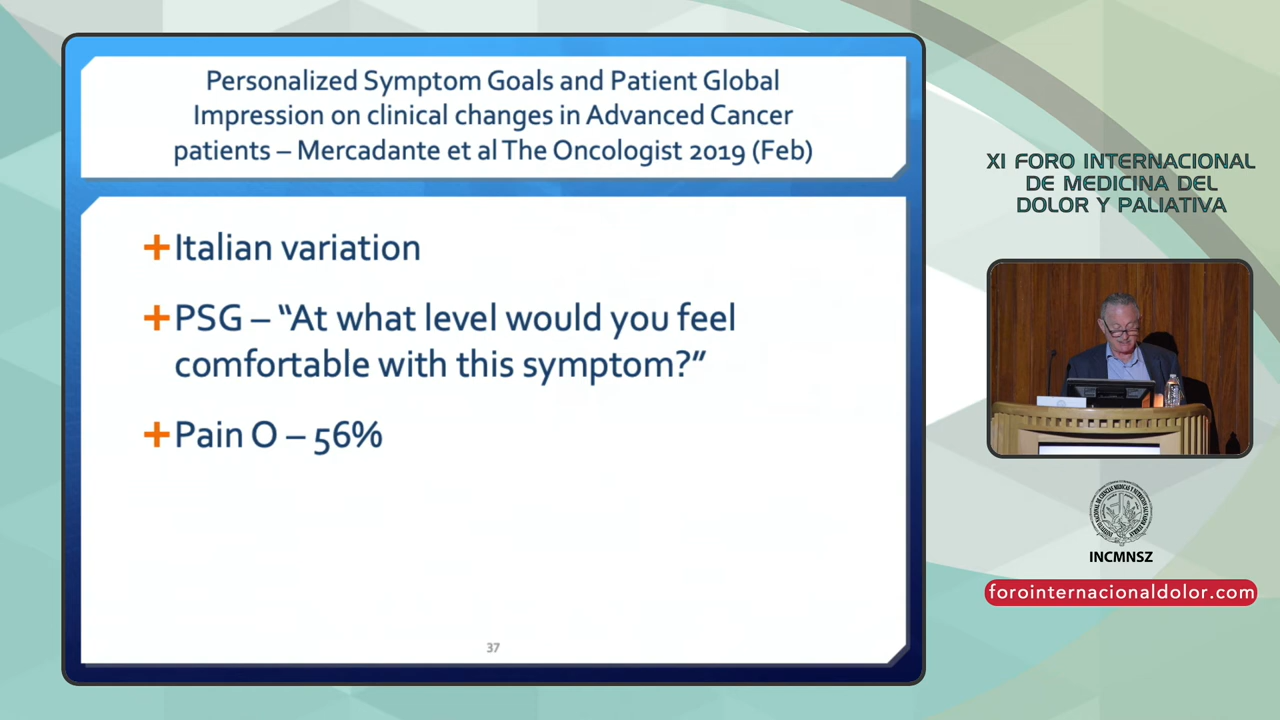 Personalized Symptom Goals and Patient Global
Impression on clinical changes in Advanced Cancer
patients – Mercadante et al The Oncologist 2019 (Feb)
+Italian variation
+PSG – “At what level would you feel
comfortable with this symptom?”
+Pain O – 56%
37
XI FORO INTERNACIONAL
DE MEDICINA DEL
DOLOR Y PALIATIVA
INCMNSZ
forointernacionaldolor.com